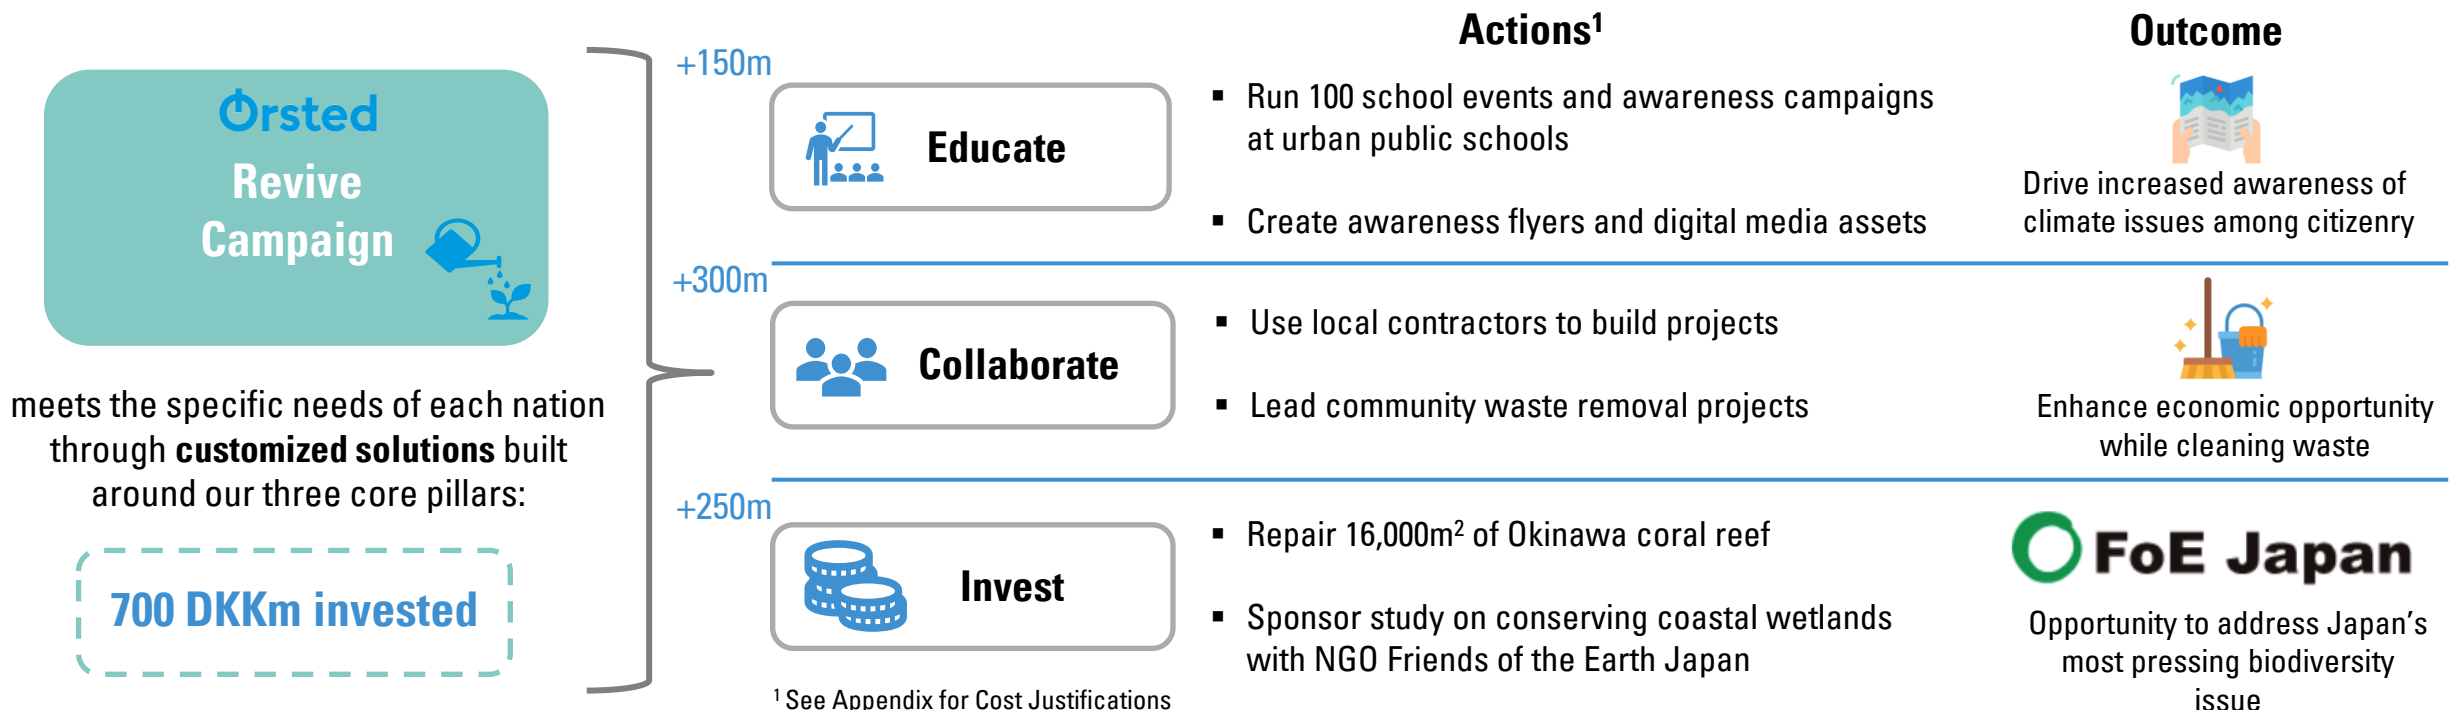 Ørsted
Revive
Campaign
meets the specific needs of each nation
through customized solutions built
around our three core pillars:
700 DKKm invested
Actions¹
Outcome
+150m
Educate
▪ Run 100 school events and awareness campaigns
at urban public schools
▪ Create awareness flyers and digital media assets
Drive increased awareness of
climate issues among citizenry
+300m
Collaborate
▪ Use local contractors to build projects
▪ Lead community waste removal projects
Enhance economic opportunity
while cleaning waste
+250m
Invest
▪ Repair 16,000m² of Okinawa coral reef
▪ Sponsor study on conserving coastal wetlands
with NGO Friends of the Earth Japan
FoE Japan
Opportunity to address Japan's
most pressing biodiversity
issue
¹ See Appendix for Cost Justifications